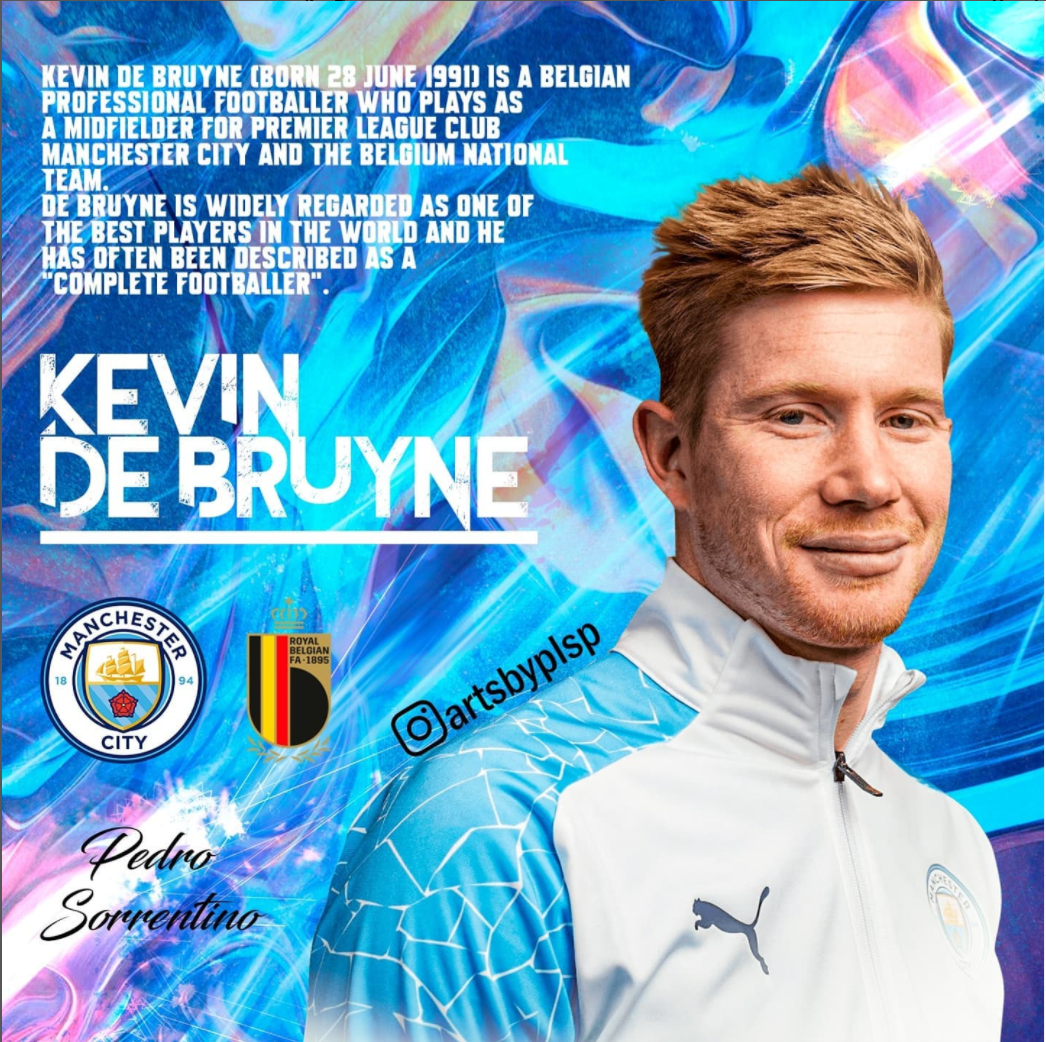 KEVIN DE BRUYNE (BORN 28 JUNE 1991) IS A BELGIAN
PROFESSIONAL FOOTBALLER WHO PLAYS AS
A MIDFIELDER FOR PREMIER LEAGUE CLUB
MANCHESTER CITY AND THE BELGIUM NATIONAL
TEAM.
DE BRUYNE IS WIDELY REGARDED AS ONE OF
THE BEST PLAYERS IN THE WORLD AND HE
HAS OFTEN BEEN DESCRIBED AS A
"COMPLETE FOOTBALLER".
KEVIN
DE BRUYNE
MANCHESTER
18 94
CITY
ROYAL
BELGIAN
FA·1895
artsbyplsp
Pedro
Sorrentino
MANCHESTER